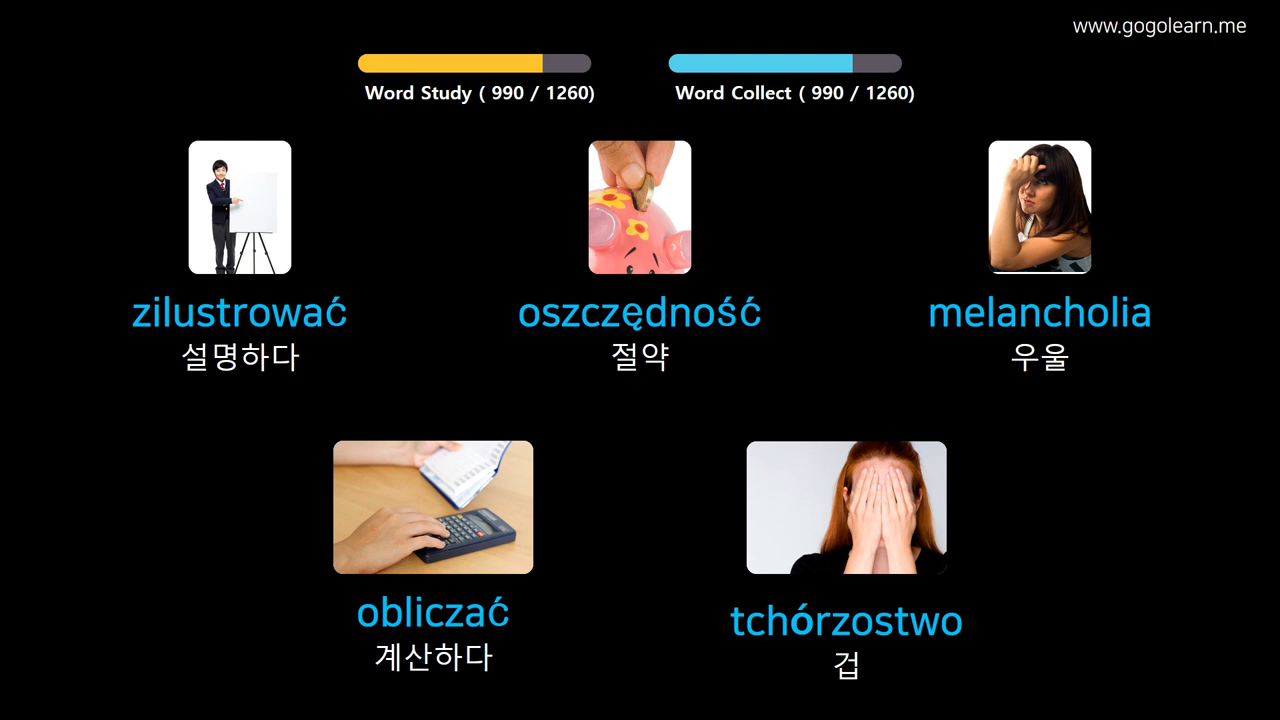 www.gogolearn.me
Word Study ( 990 / 1260)
Word Collect ( 990 / 1260)
zilustrować
설명하다
oszczędność
절약
melancholia
우울
obliczać
계산하다
tchórzostwo
겁